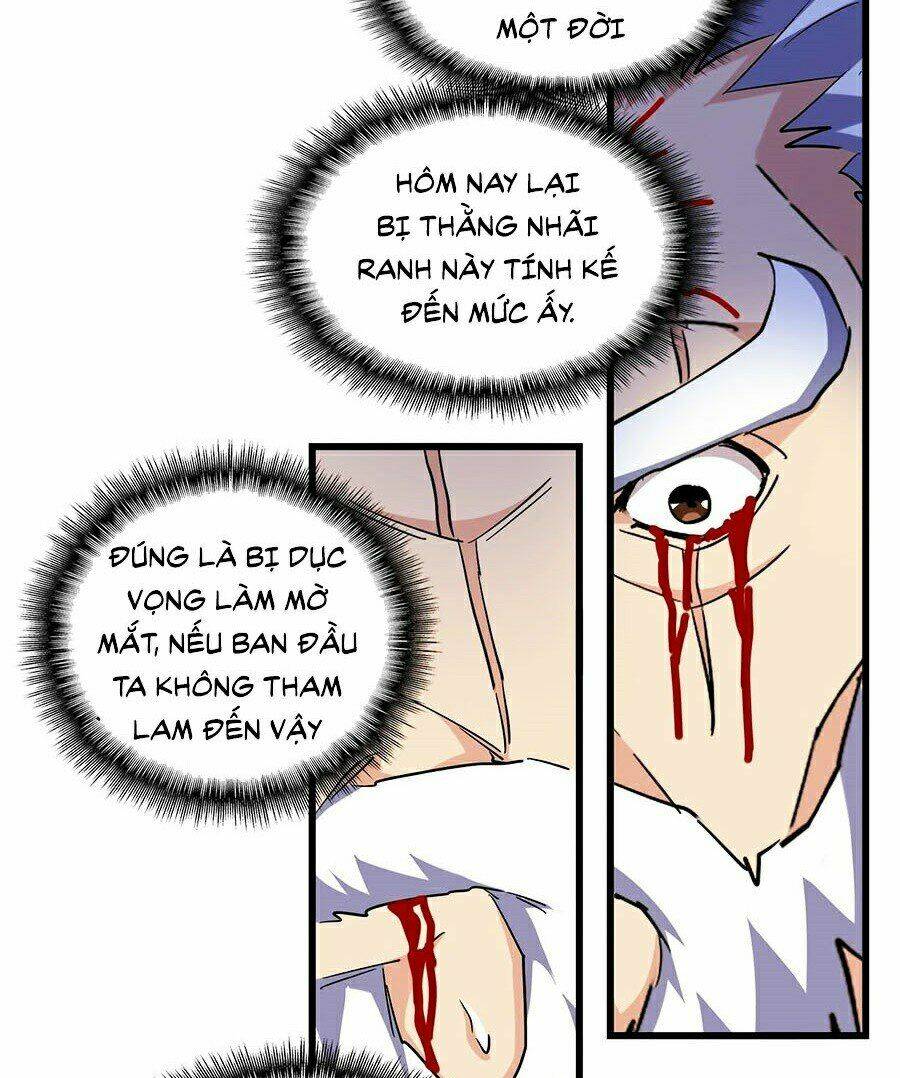 MỘT ĐỜI
HÔM NAY LẠI
BỊ THẰNG NHÃI
RANH NÀY TÍNH KẾ
ĐẾN MỨC ẤY.
ĐÚNG LÀ BỊ DỤC
VỌNG LÀM MỜ
MẮT, NẾU BAN ĐẦU
TA KHÔNG THAM
LAM ĐẾN VẬY